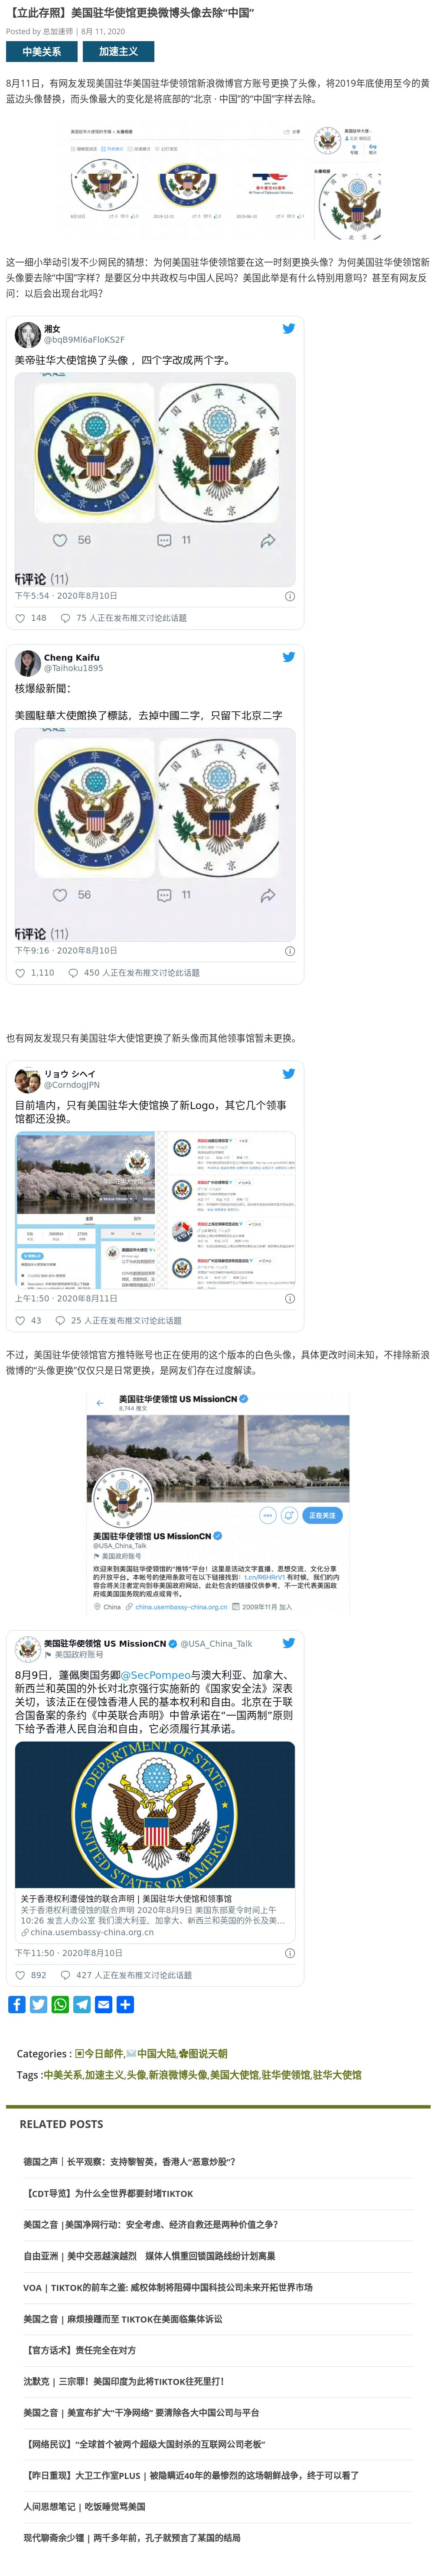 【立此存照】美国驻华使馆更换微博头像去除“中国”
Posted by 总加速师 | 8月 11, 2020
中美关系 加速主义
8月11日，有网友发现美国驻华美国驻华使领馆新浪微博官方账号更换了头像，将2019年底使用至今的黄
蓝边头像替换，而头像最大的变化是将底部的“北京 · 中国”的“中国”字样去除。
这一细小举动引发不少网民的猜想：为何美国驻华使领馆要在这一时刻更换头像？为何美国驻华使领馆新
头像要去除“中国”字样？是要区分中共政权与中国人民吗？美国此举是有什么特别用意吗？甚至有网友反
问：以后会出现台北吗？
湘女
@bqB9Ml6aFloKS2F
美帝驻华大使馆换了头像 ，四个字改成两个字。
56 11
评论 (11)
下午5:54 · 2020年8月10日
148 75 人正在发布推文讨论此话题
Cheng Kaifu
@Taihoku1895
核爆級新聞：
美國駐華大使館換了標誌，去掉中國二字，只留下北京二字
56 11
评论 (11)
下午9:16 · 2020年8月10日
1,110 450 人正在发布推文讨论此话题
也有网友发现只有美国驻华大使馆更换了新头像而其他领事馆暂未更换。
リョウ シヘイ
@CorndogJPN
目前墙内，只有美国驻华大使馆换了新Logo，其它几个领事
馆都还没换。
上午1:50 · 2020年8月11日
43 25 人正在发布推文讨论此话题
不过，美国驻华使领馆官方推特账号也正在使用的这个版本的白色头像，具体更改时间未知，不排除新浪
微博的“头像更换”仅仅只是日常更换，是网友们存在过度解读。
美国驻华使领馆 US MissionCN
8,744 推文
正在关注
美国驻华使领馆 US MissionCN
@USA_China_Talk
美国政府账号
欢迎来到美国驻华使领馆的“推特”平台！这里是活动文字直播、思想交流、文化分享
的开放平台。本帐号的使用条款可在以下链接找到：t.cn/R6HRrV1 有时候，我们的内
容会将关注者定向到非美国政府网站，此处包含的链接仅供参考，不一定代表美国政
府或美国国务院的观点或背书。
China china.usembassy-china.org.cn 2009年11月 加入
美国驻华使领馆 US MissionCN @USA_China_Talk
美国政府账号
8月9日，蓬佩奥国务卿@SecPompeo与澳大利亚、加拿大、
新西兰和英国的外长对北京强行实施新的《国家安全法》深表
关切，该法正在侵蚀香港人民的基本权利和自由。北京在于联
合国备案的条约《中英联合声明》中曾承诺在“一国两制”原则
下给予香港人民自治和自由，它必须履行其承诺。
DEPARTMENT OF STATE
UNITED STATES OF AMERICA
关于香港权利遭侵蚀的联合声明 | 美国驻华大使馆和领事馆
关于香港权利遭侵蚀的联合声明 2020年8月9日 美国东部夏令时间上午
10:26 发言人办公室 我们澳大利亚、加拿大、新西兰和英国的外长及美...
china.usembassy-china.org.cn
下午11:50 · 2020年8月10日
892 427 人正在发布推文讨论此话题
Categories : 今日邮件,中国大陆,图说天朝
Tags :中美关系,加速主义,头像,新浪微博头像,美国大使馆,驻华使领馆,驻华大使馆
RELATED POSTS
德国之声｜长平观察：支持黎智英，香港人“恶意炒股”？
【CDT导览】为什么全世界都要封堵TIKTOK
美国之音 |美国净网行动：安全考虑、经济自救还是两种价值之争？
自由亚洲 | 美中交恶越演越烈　媒体人惧重回锁国路线纷计划离巢
VOA | TIKTOK的前车之鉴: 威权体制将阻碍中国科技公司未来开拓世界市场
美国之音 | 麻烦接踵而至 TIKTOK在美面临集体诉讼
【官方话术】责任完全在对方
沈默克 | 三宗罪！美国印度为此将TIKTOK往死里打！
美国之音 | 美宣布扩大“干净网络” 要清除各大中国公司与平台
【网络民议】“全球首个被两个超级大国封杀的互联网公司老板”
【昨日重现】大卫工作室PLUS | 被隐瞒近40年的最惨烈的这场朝鲜战争，终于可以看了
人间思想笔记 | 吃饭睡觉骂美国
现代聊斋余少镭 | 两千多年前，孔子就预言了某国的结局